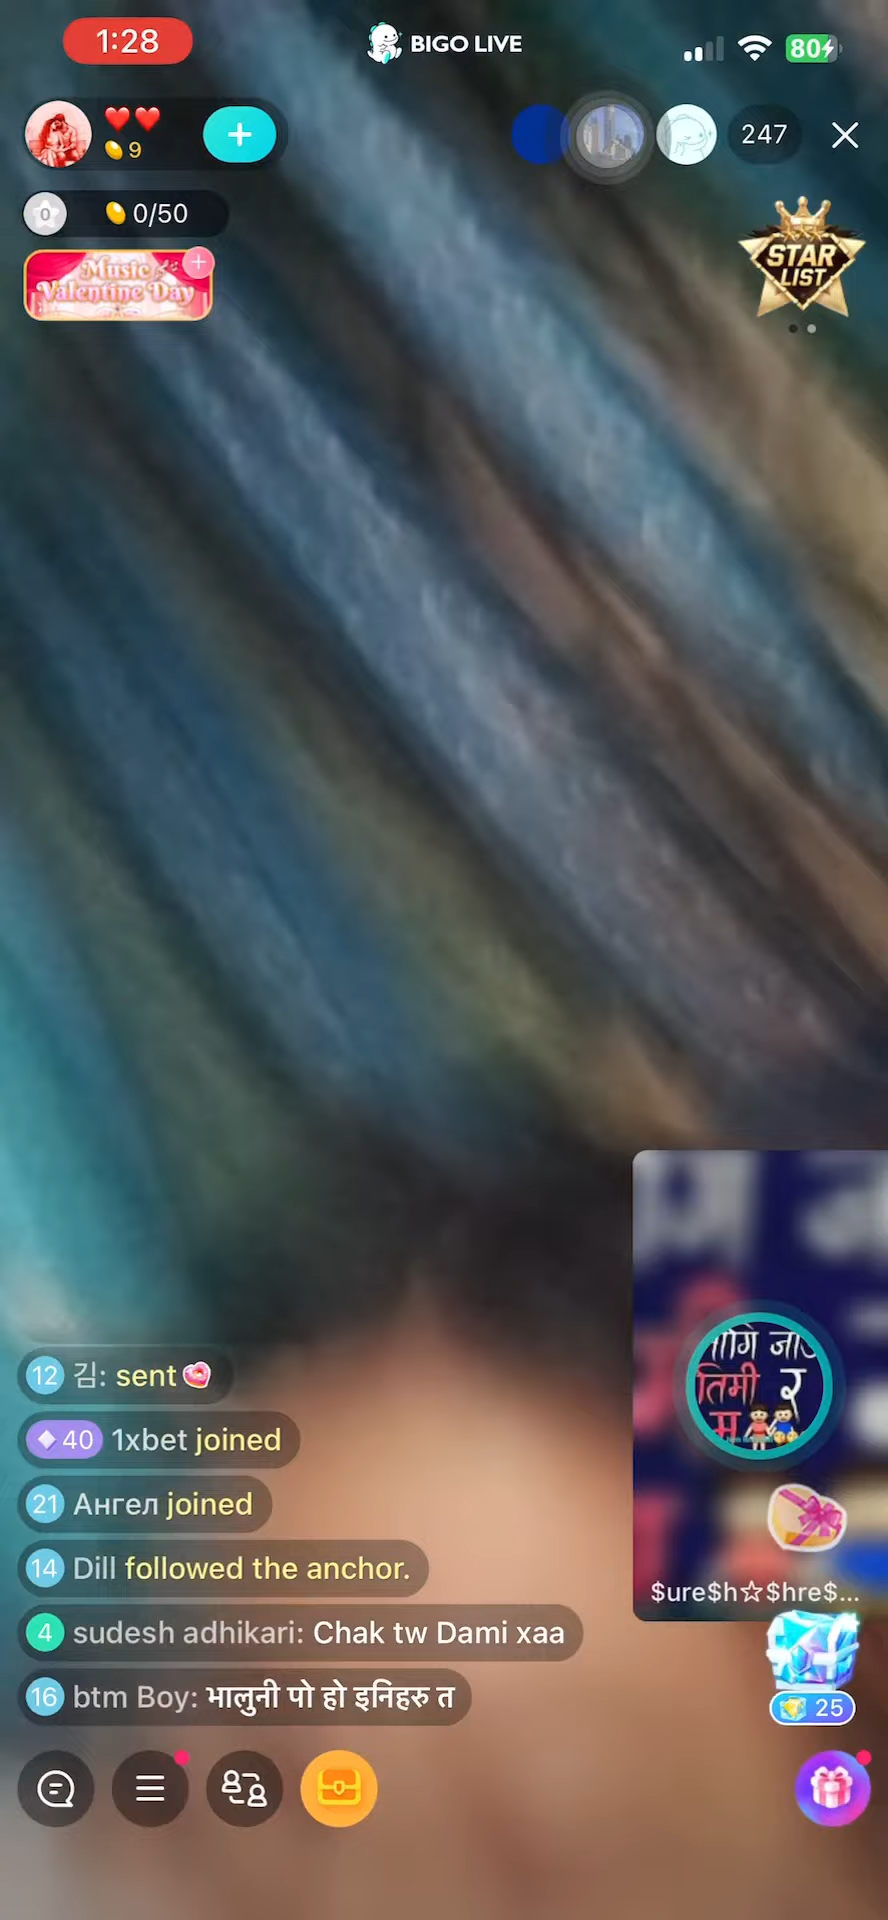 1:28
BIGO LIVE
80
❤️❤️
9
247
0
0/50
Music
Valentine Day
STAR
LIST
12 김: sent
40 1xbet joined
21 Ангел joined
14 Dill followed the anchor.
4 sudesh adhikari: Chak tw Dami xaa
16 btm Boy: भालुनी पो हो इनिहरु त
तिमी र
म
$ure$h☆$hre$...
25